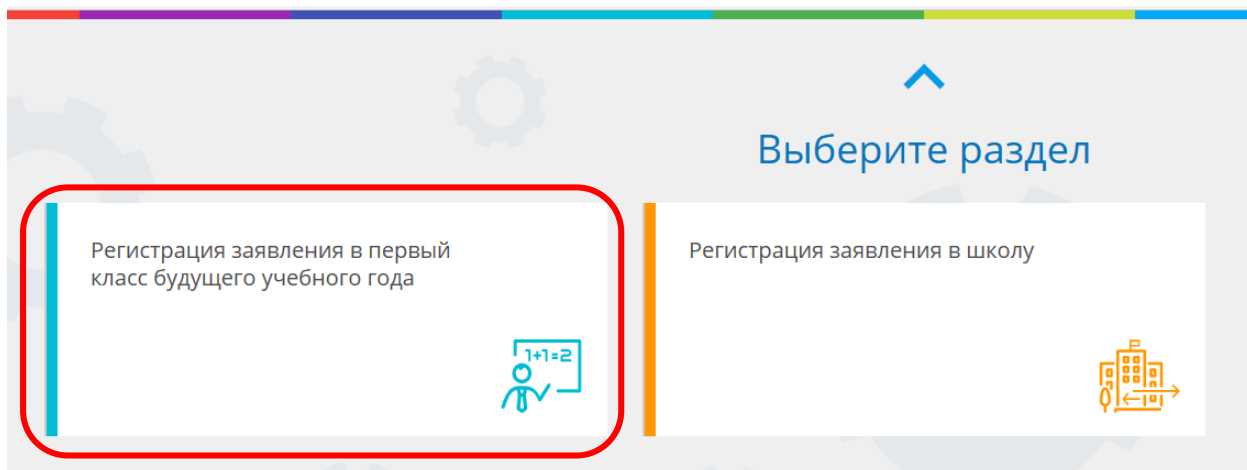 Выберите раздел
Регистрация заявления в первый
класс будущего учебного года
1+1=2
Регистрация заявления в школу